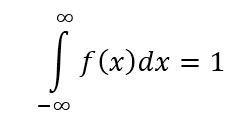 ∫_{-∞}^{∞} f(x)dx = 1